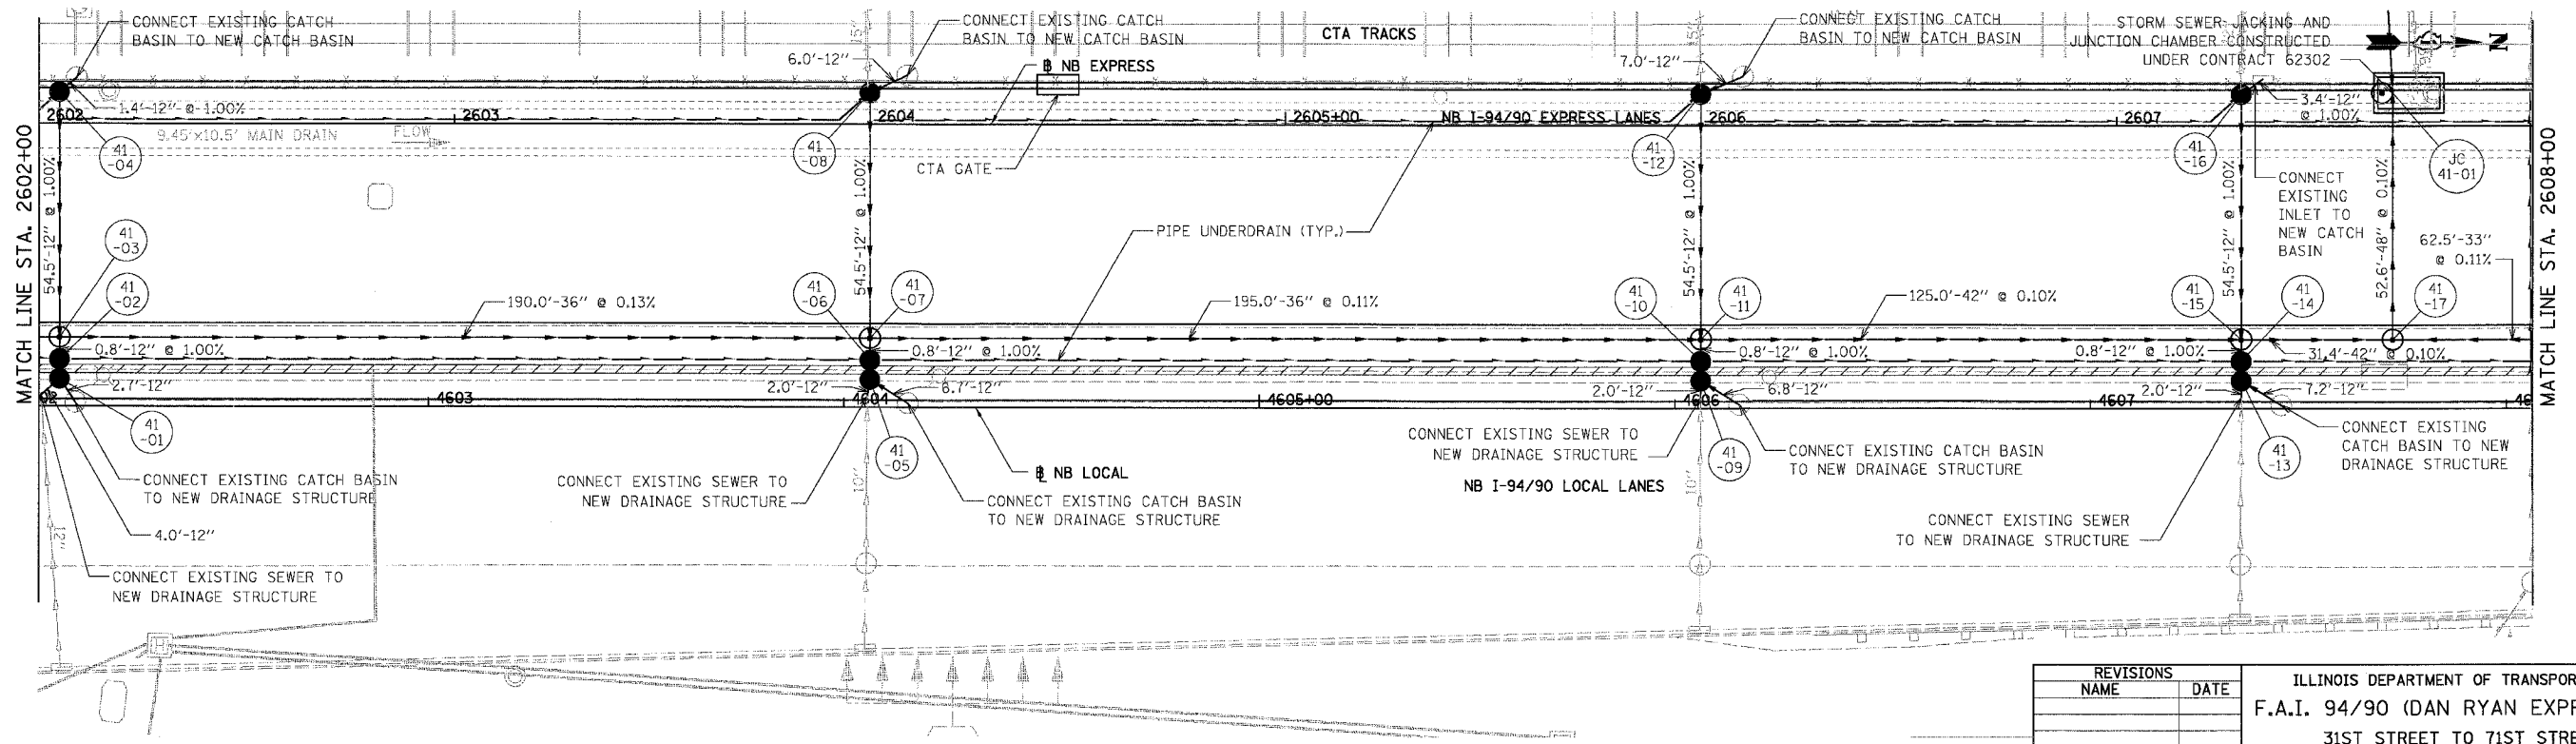 CONNECT EXISTING CATCH
BASIN TO NEW CATCH BASIN
CONNECT EXISTING CATCH
BASIN TO NEW CATCH BASIN
CTA TRACKS
CONNECT EXISTING CATCH
BASIN TO NEW CATCH BASIN
STORM SEWER JACKING AND
JUNCTION CHAMBER CONSTRUCTED
UNDER CONTRACT 62302
N
15"
6.0'-12"
℄ NB EXPRESS
15"
7.0'-12"
1.4'-12" @ 1.00%
3.4'-12"
@ 1.00%
2602
2603
2604
2605+00
NB I-94/90 EXPRESS LANES
2606
2607
9.45'x10.5' MAIN DRAIN
FLOW
41
-04
41
-08
CTA GATE
41
-12
41
-16
JC
41-01
MATCH LINE STA. 2602+00
54.5'-12" @ 1.00%
54.5'-12" @ 1.00%
54.5'-12" @ 1.00%
54.5'-12" @ 1.00%
52.6'-48" @ 0.10%
MATCH LINE STA. 2608+00
CONNECT
EXISTING
INLET TO
NEW CATCH
BASIN
62.5'-33"
@ 0.11%
PIPE UNDERDRAIN (TYP.)
41
-03
41
-02
190.0'-36" @ 0.13%
41
-06
41
-07
195.0'-36" @ 0.11%
41
-10
41
-11
125.0'-42" @ 0.10%
41
-15
41
-14
41
-17
0.8'-12" @ 1.00%
0.8'-12" @ 1.00%
0.8'-12" @ 1.00%
0.8'-12" @ 1.00%
31.4'-42" @ 0.10%
2.7'-12"
2.0'-12"
6.7'-12"
2.0'-12"
6.8'-12"
2.0'-12"
7.2'-12"
02
4603
4604
4605+00
4606
4607
46
41
-01
41
-05
41
-09
41
-13
CONNECT EXISTING CATCH BASIN
TO NEW DRAINAGE STRUCTURE
4.0'-12"
12"
CONNECT EXISTING SEWER TO
NEW DRAINAGE STRUCTURE
CONNECT EXISTING SEWER TO
NEW DRAINAGE STRUCTURE
10"
℄ NB LOCAL
CONNECT EXISTING CATCH BASIN
TO NEW DRAINAGE STRUCTURE
CONNECT EXISTING SEWER TO
NEW DRAINAGE STRUCTURE
NB I-94/90 LOCAL LANES
10"
CONNECT EXISTING CATCH BASIN
TO NEW DRAINAGE STRUCTURE
CONNECT EXISTING
CATCH BASIN TO NEW
DRAINAGE STRUCTURE
CONNECT EXISTING SEWER
TO NEW DRAINAGE STRUCTURE
REVISIONS
NAME
DATE
ILLINOIS DEPARTMENT OF TRANSPOR
F.A.I. 94/90 (DAN RYAN EXPR
31ST STREET TO 71ST STRE